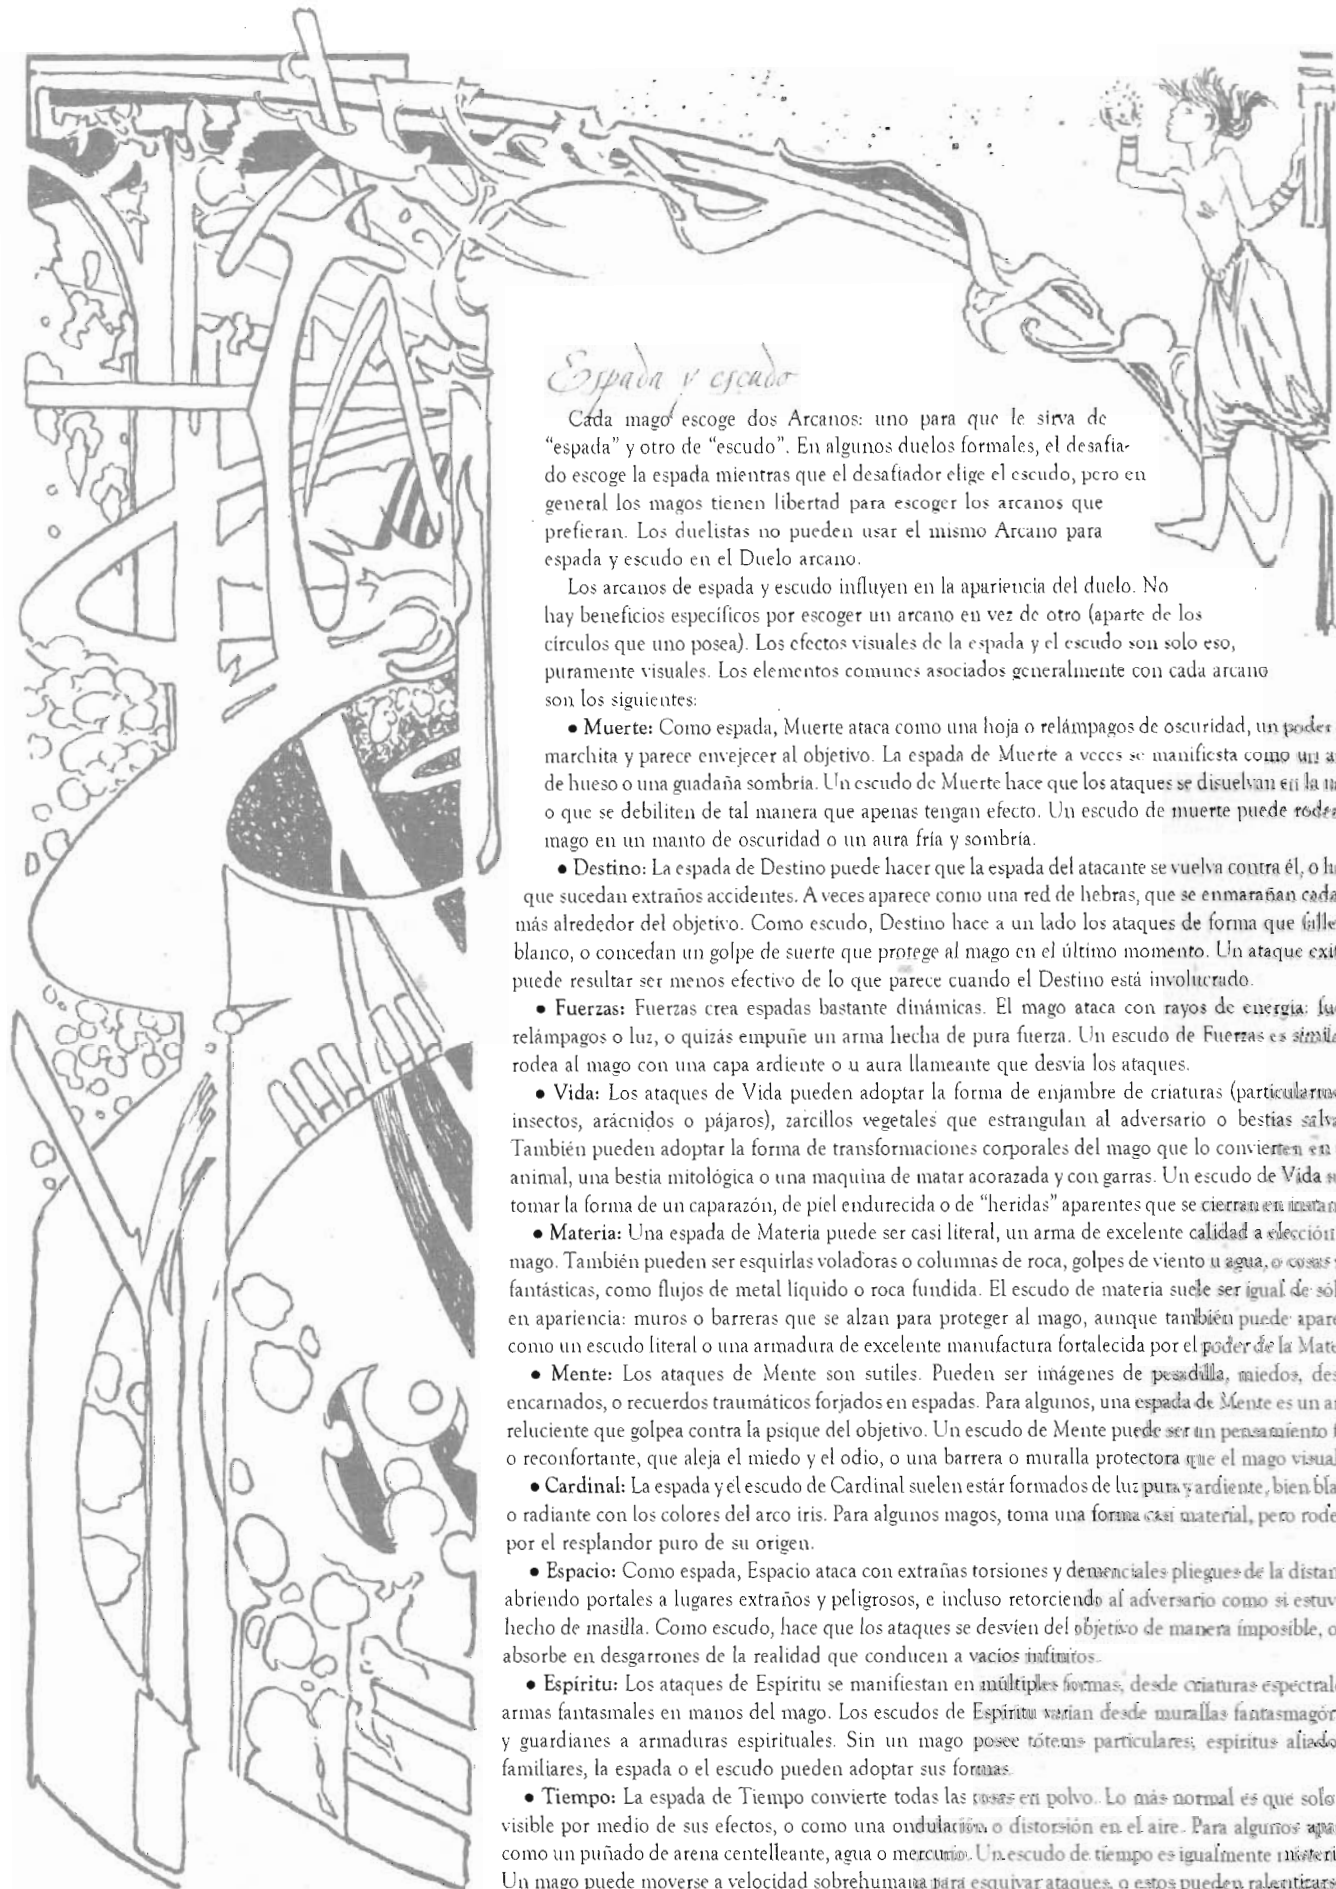 Espada y escudo
Cada mago escoge dos Arcanos: uno para que le sirva de
“espada” y otro de “escudo”. En algunos duelos formales, el desafia-
do escoge la espada mientras que el desafiador elige el escudo, pero en
general los magos tienen libertad para escoger los arcanos que
prefieran. Los duelistas no pueden usar el mismo Arcano para
espada y escudo en el Duelo arcano.
Los arcanos de espada y escudo influyen en la apariencia del duelo. No
hay beneficios específicos por escoger un arcano en vez de otro (aparte de los
círculos que uno posea). Los efectos visuales de la espada y el escudo son solo eso,
puramente visuales. Los elementos comunes asociados generalmente con cada arcano
son los siguientes:
• Muerte: Como espada, Muerte ataca como una hoja o relámpagos de oscuridad, un poder
marchita y parece envejecer al objetivo. La espada de Muerte a veces se manifiesta como un
de hueso o una guadaña sombría. Un escudo de Muerte hace que los ataques se disuelvan en la
o que se debiliten de tal manera que apenas tengan efecto. Un escudo de muerte puede
mago en un manto de oscuridad o un aura fría y sombría.
• Destino: La espada de Destino puede hacer que la espada del atacante se vuelva contra él, o
que sucedan extraños accidentes. A veces aparece como una red de hebras, que se enmarañan cada
más alrededor del objetivo. Como escudo, Destino hace a un lado los ataques de forma que
blanco, o concedan un golpe de suerte que protege al mago en el último momento. Un ataque
puede resultar ser menos efectivo de lo que parece cuando el Destino está involucrado.
• Fuerzas: Fuerzas crea espadas bastante dinámicas. El mago ataca con rayos de energía:
relámpagos o luz, o quizás empuñe un arma hecha de pura fuerza. Un escudo de Fuerzas es
rodea al mago con una capa ardiente o u aura llameante que desvia los ataques.
• Vida: Los ataques de Vida pueden adoptar la forma de enjambre de criaturas
insectos, arácnidos o pájaros), zarcillos vegetales que estrangulan al adversario o bestias
También pueden adoptar la forma de transformaciones corporales del mago que lo convierten en
animal, una bestia mitológica o una maquina de matar acorazada y con garras. Un escudo de Vida
tomar la forma de un caparazón, de piel endurecida o de “heridas” aparentes que se cierran en
• Materia: Una espada de Materia puede ser casi literal, un arma de excelente calidad a elección
mago. También pueden ser esquirlas voladoras o columnas de roca, golpes de viento u agua, o cosas
fantásticas, como flujos de metal líquido o roca fundida. El escudo de materia suele ser igual de
en apariencia: muros o barreras que se alzan para proteger al mago, aunque también puede
como un escudo literal o una armadura de excelente manufactura fortalecida por el poder de la
• Mente: Los ataques de Mente son sutiles. Pueden ser imágenes de pesadilla, miedos,
encarnados, o recuerdos traumáticos forjados en espadas. Para algunos, una espada de Mente es un
reluciente que golpea contra la psique del objetivo. Un escudo de Mente puede ser un pensamiento
o reconfortante, que aleja el miedo y el odio, o una barrera o muralla protectora que el mago
• Cardinal: La espada y el escudo de Cardinal suelen estár formados de luz pura y ardiente, bien
o radiante con los colores del arco iris. Para algunos magos, toma una forma casi material, pero
por el resplandor puro de su origen.
• Espacio: Como espada, Espacio ataca con extrañas torsiones y demenciales pliegues de la
abriendo portales a lugares extraños y peligrosos, e incluso retorciendo al adversario como si
hecho de masilla. Como escudo, hace que los ataques se desvíen del objetivo de manera imposible, o
absorbe en desgarrones de la realidad que conducen a vacios infinitos.
• Espíritu: Los ataques de Espíritu se manifiestan en múltiples formas, desde criaturas
armas fantasmales en manos del mago. Los escudos de Espíritu varian desde murallas
y guardianes a armaduras espirituales. Sin un mago posee tótems particulares, espíritus
familiares, la espada o el escudo pueden adoptar sus formas.
• Tiempo: La espada de Tiempo convierte todas las cosas en polvo. Lo más normal es que solo
visible por medio de sus efectos, o como una ondulación o distorsión en el aire. Para algunos
como un puñado de arena centelleante, agua o mercurio. Un escudo de tiempo es igualmente
Un mago puede moverse a velocidad sobrehumana para esquivar ataques, o estos pueden